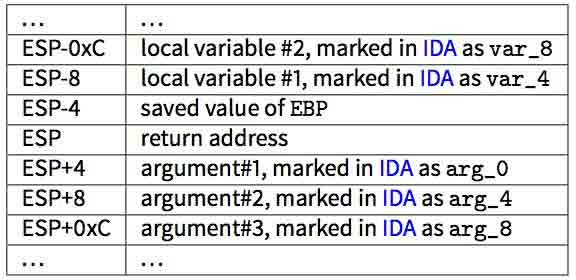 ... ...
ESP-0xC local variable #2, marked in IDA as var_8
ESP-8 local variable #1, marked in IDA as var_4
ESP-4 saved value of EBP
ESP return address
ESP+4 argument#1, marked in IDA as arg_0
ESP+8 argument#2, marked in IDA as arg_4
ESP+0xC argument#3, marked in IDA as arg_8
... ...